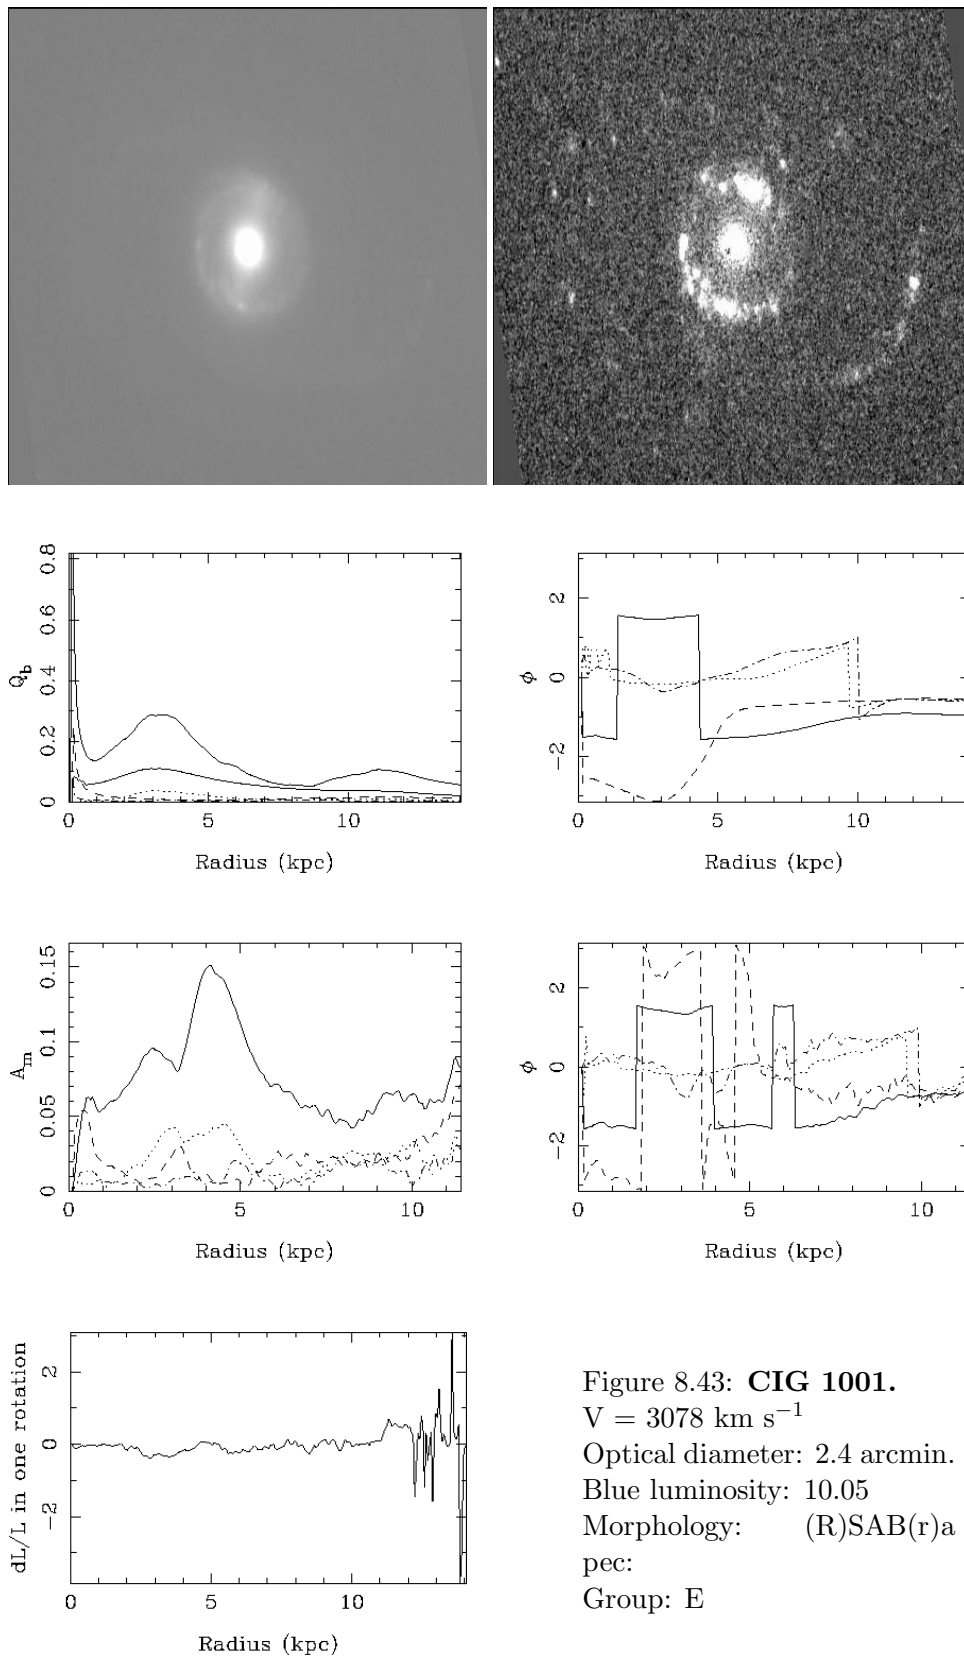 0.8
0.6
0.4
0.2
0
Q_b
0 5 10
Radius (kpc)
2
0
−2
ϕ
0 5 10
Radius (kpc)
0.15
0.1
0.05
0
A_m
0 5 10
Radius (kpc)
2
0
−2
ϕ
0 5 10
Radius (kpc)
2
0
−2
dL/L in one rotation
0 5 10
Radius (kpc)
Figure 8.43: CIG 1001.
V = 3078 km s⁻¹
Optical diameter: 2.4 arcmin.
Blue luminosity: 10.05
Morphology: (R)SAB(r)a
pec:
Group: E